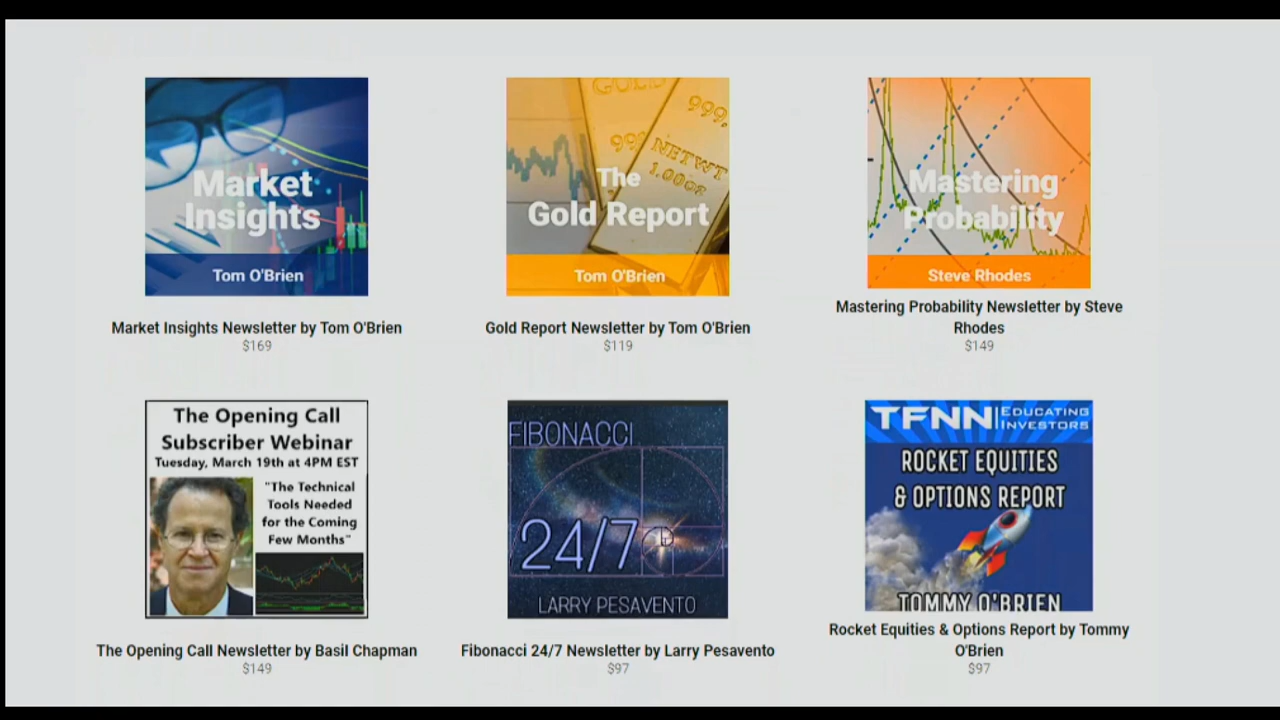 GOLD
999.
999
NETWT
1.00oz
Market
Insights
Tom O'Brien
The
Gold Report
Tom O'Brien
Mastering
Probability
Steve Rhodes
Market Insights Newsletter by Tom O'Brien
$169
Gold Report Newsletter by Tom O'Brien
$119
Mastering Probability Newsletter by Steve
Rhodes
$149
The Opening Call
Subscriber Webinar
Tuesday, March 19th at 4PM EST
"The Technical
Tools Needed
for the Coming
Few Months"
FIBONACCI
24/7
LARRY PESAVENTO
TFNN
EDUCATING
INVESTORS
ROCKET EQUITIES
& OPTIONS REPORT
TOMMY O'BRIEN
The Opening Call Newsletter by Basil Chapman
$149
Fibonacci 24/7 Newsletter by Larry Pesavento
$97
Rocket Equities & Options Report by Tommy
O'Brien
$97